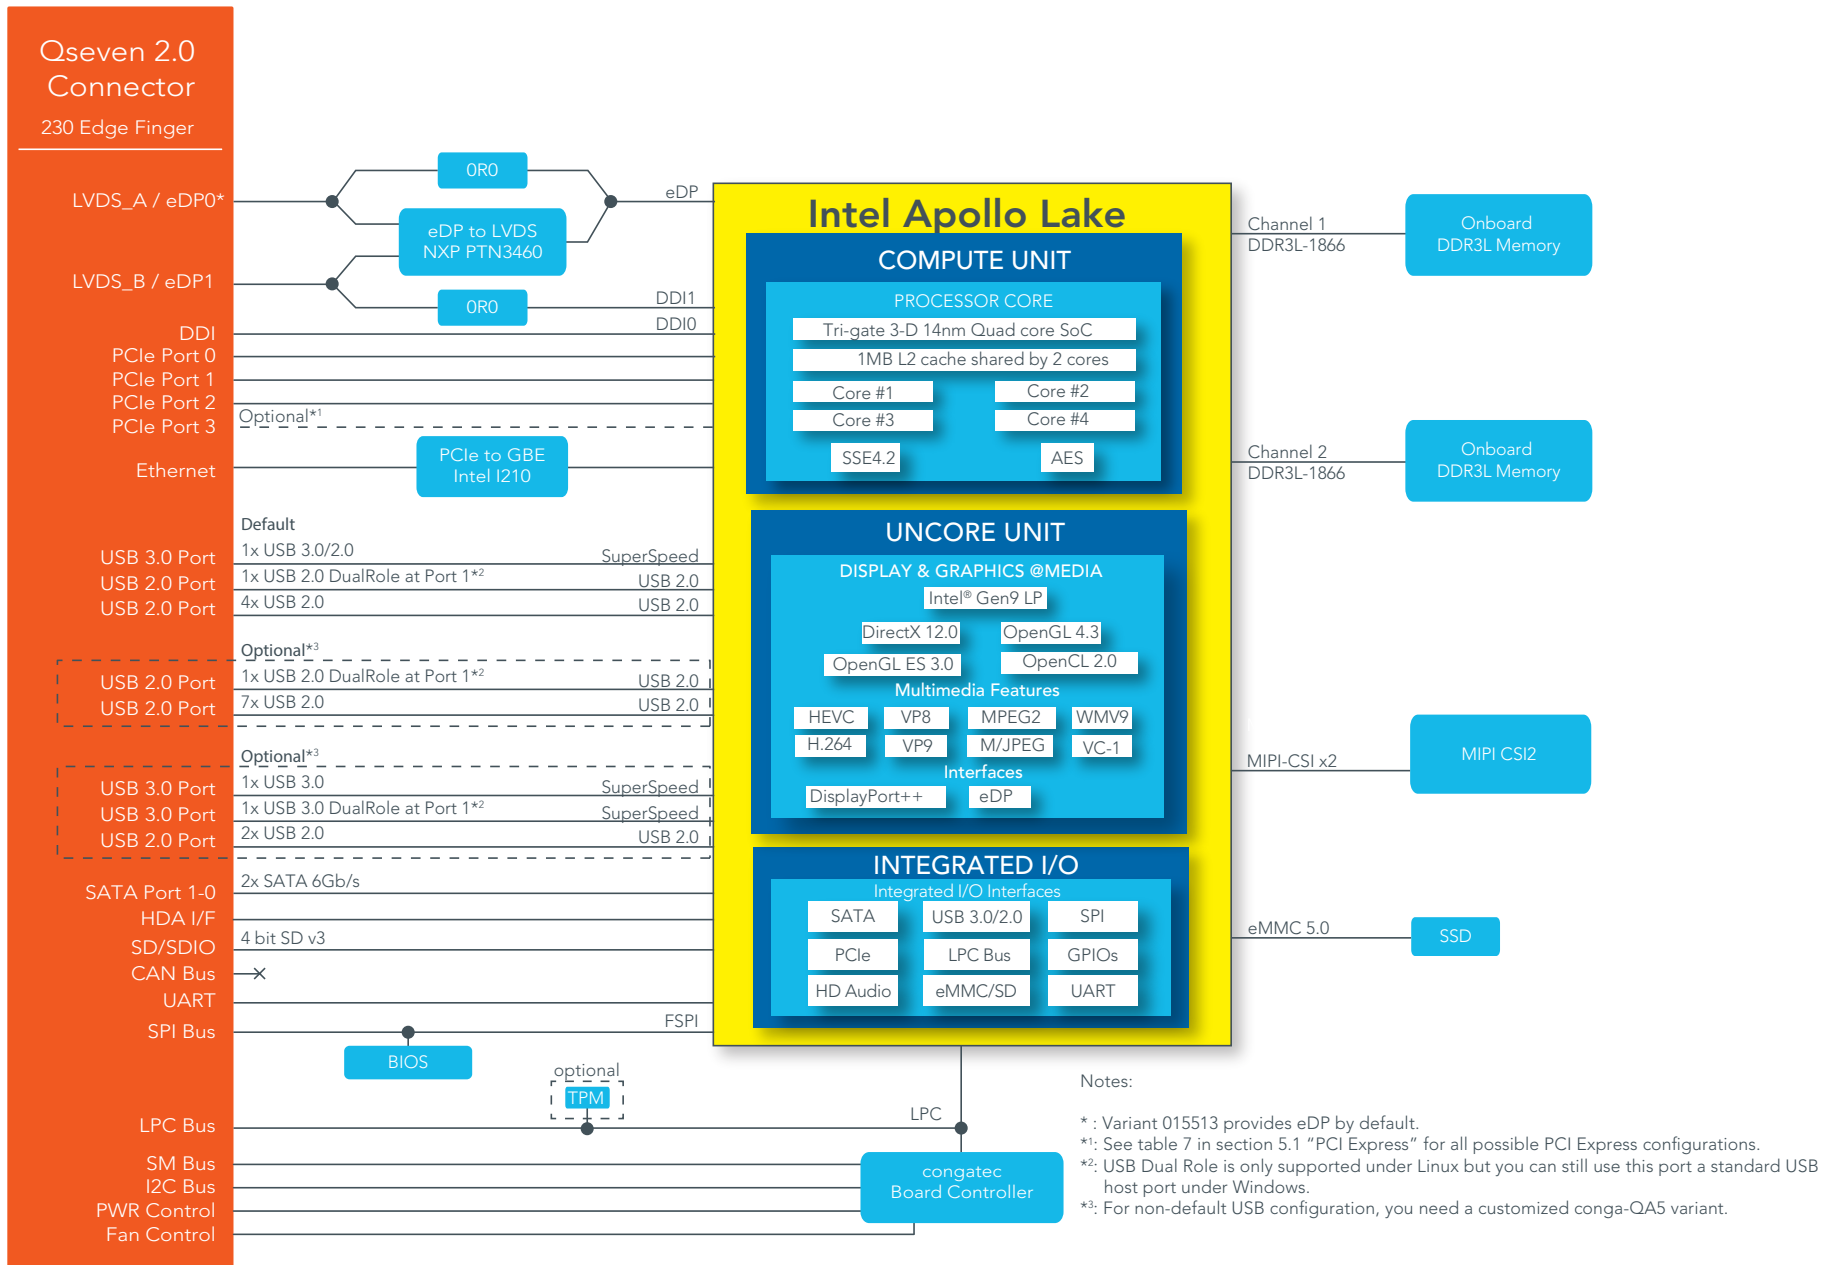 Qseven 2.0
Connector
230 Edge Finger
LVDS_A / eDP0*
LVDS_B / eDP1
DDI
PCIe Port 0
PCIe Port 1
PCIe Port 2
PCIe Port 3
Ethernet
USB 3.0 Port
USB 2.0 Port
USB 2.0 Port
USB 2.0 Port
USB 2.0 Port
USB 3.0 Port
USB 3.0 Port
USB 2.0 Port
SATA Port 1-0
HDA I/F
SD/SDIO
CAN Bus
UART
SPI Bus
LPC Bus
SM Bus
I2C Bus
PWR Control
Fan Control
0R0
eDP to LVDS
NXP PTN3460
0R0
eDP
DDI1
DDI0
Optional*1
PCIe to GBE
Intel I210
Default
1x USB 3.0/2.0
SuperSpeed
1x USB 2.0 DualRole at Port 1*2
USB 2.0
4x USB 2.0
USB 2.0
Optional*3
1x USB 2.0 DualRole at Port 1*2
USB 2.0
7x USB 2.0
USB 2.0
Optional*3
1x USB 3.0
SuperSpeed
1x USB 3.0 DualRole at Port 1*2
SuperSpeed
2x USB 2.0
USB 2.0
2x SATA 6Gb/s
4 bit SD v3
FSPI
BIOS
optional
TPM
LPC
Intel Apollo Lake
COMPUTE UNIT
PROCESSOR CORE
Tri-gate 3-D 14nm Quad core SoC
1MB L2 cache shared by 2 cores
Core #1
Core #2
Core #3
Core #4
SSE4.2
AES
UNCORE UNIT
DISPLAY & GRAPHICS @MEDIA
Intel® Gen9 LP
DirectX 12.0
OpenGL 4.3
OpenGL ES 3.0
OpenCL 2.0
Multimedia Features
HEVC
VP8
MPEG2
WMV9
H.264
VP9
M/JPEG
VC-1
Interfaces
DisplayPort++
eDP
INTEGRATED I/O
Integrated I/O Interfaces
SATA
USB 3.0/2.0
SPI
PCIe
LPC Bus
GPIOs
HD Audio
eMMC/SD
UART
congatec
Board Controller
Channel 1
DDR3L-1866
Onboard
DDR3L Memory
Channel 2
DDR3L-1866
Onboard
DDR3L Memory
MIPI-CSI x2
MIPI CSI2
eMMC 5.0
SSD
Notes:
* : Variant 015513 provides eDP by default.
*1: See table 7 in section 5.1 “PCI Express” for all possible PCI Express configurations.
*2: USB Dual Role is only supported under Linux but you can still use this port a standard USB
host port under Windows.
*3: For non-default USB configuration, you need a customized conga-QA5 variant.